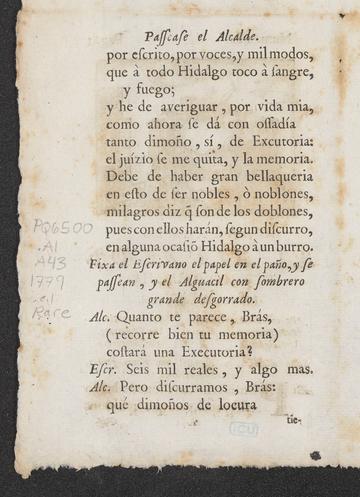 Passease el Alcalde.
por escrito, por voces, y mil modos,
que à todo Hidalgo toco à sangre,
y fuego;
y he de averiguar, por vida mia,
como ahora se dá con ossadía
tanto dimoño, sí, de Excutoria:
el juízio se me quita, y la memoria.
Debe de haber gran bellaqueria
en esto de ser nobles, ò noblones,
milagros diz q̃ son de los doblones,
pues con ellos harán, segun discurro,
en alguna ocasiõ Hidalgo à un burro.
Fixa el Escrivano el papel en el paño, y se
passean, y el Alguacil con sombrero
grande desgorrado.
Alc. Quanto te parece, Brás,
(recorre bien tu memoria)
costará una Executoria?
Escr. Seis mil reales, y algo mas.
Alc. Pero discurramos, Brás:
qué dimoños de locura
tie-
PQ6500
.A1
A43
1779
Rare
ICU